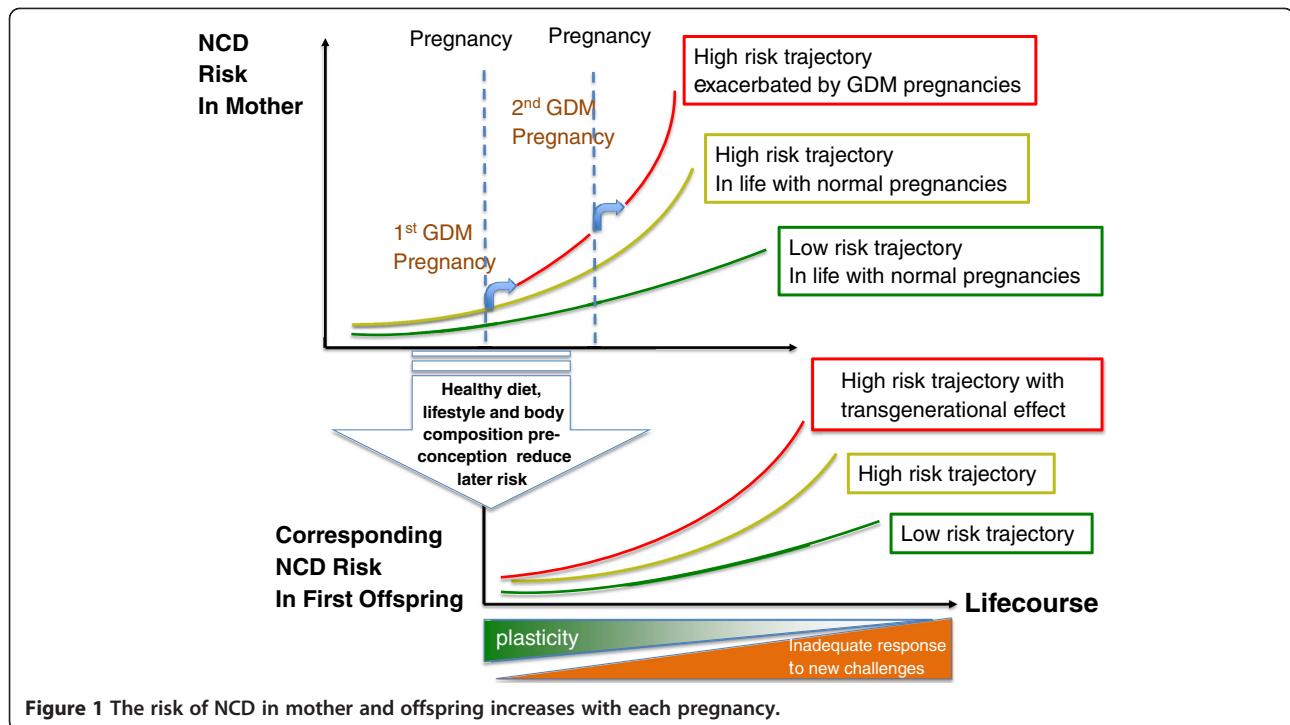 NCD
Risk
In Mother
Pregnancy
Pregnancy
1st GDM
Pregnancy
2nd GDM
Pregnancy
High risk trajectory
exacerbated by GDM pregnancies
High risk trajectory
In life with normal pregnancies
Low risk trajectory
In life with normal pregnancies
Healthy diet,
lifestyle and body
composition pre-
conception reduce
later risk
High risk trajectory with
transgenerational effect
High risk trajectory
Low risk trajectory
Corresponding
NCD Risk
In First Offspring
Lifecourse
plasticity
Inadequate response
to new challenges
Figure 1 The risk of NCD in mother and offspring increases with each pregnancy.